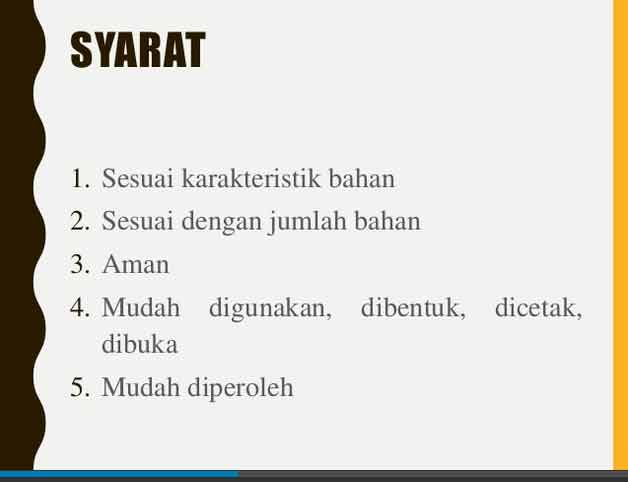 SYARAT
1. Sesuai karakteristik bahan
2. Sesuai dengan jumlah bahan
3. Aman
4. Mudah digunakan, dibentuk, dicetak,
dibuka
5. Mudah diperoleh